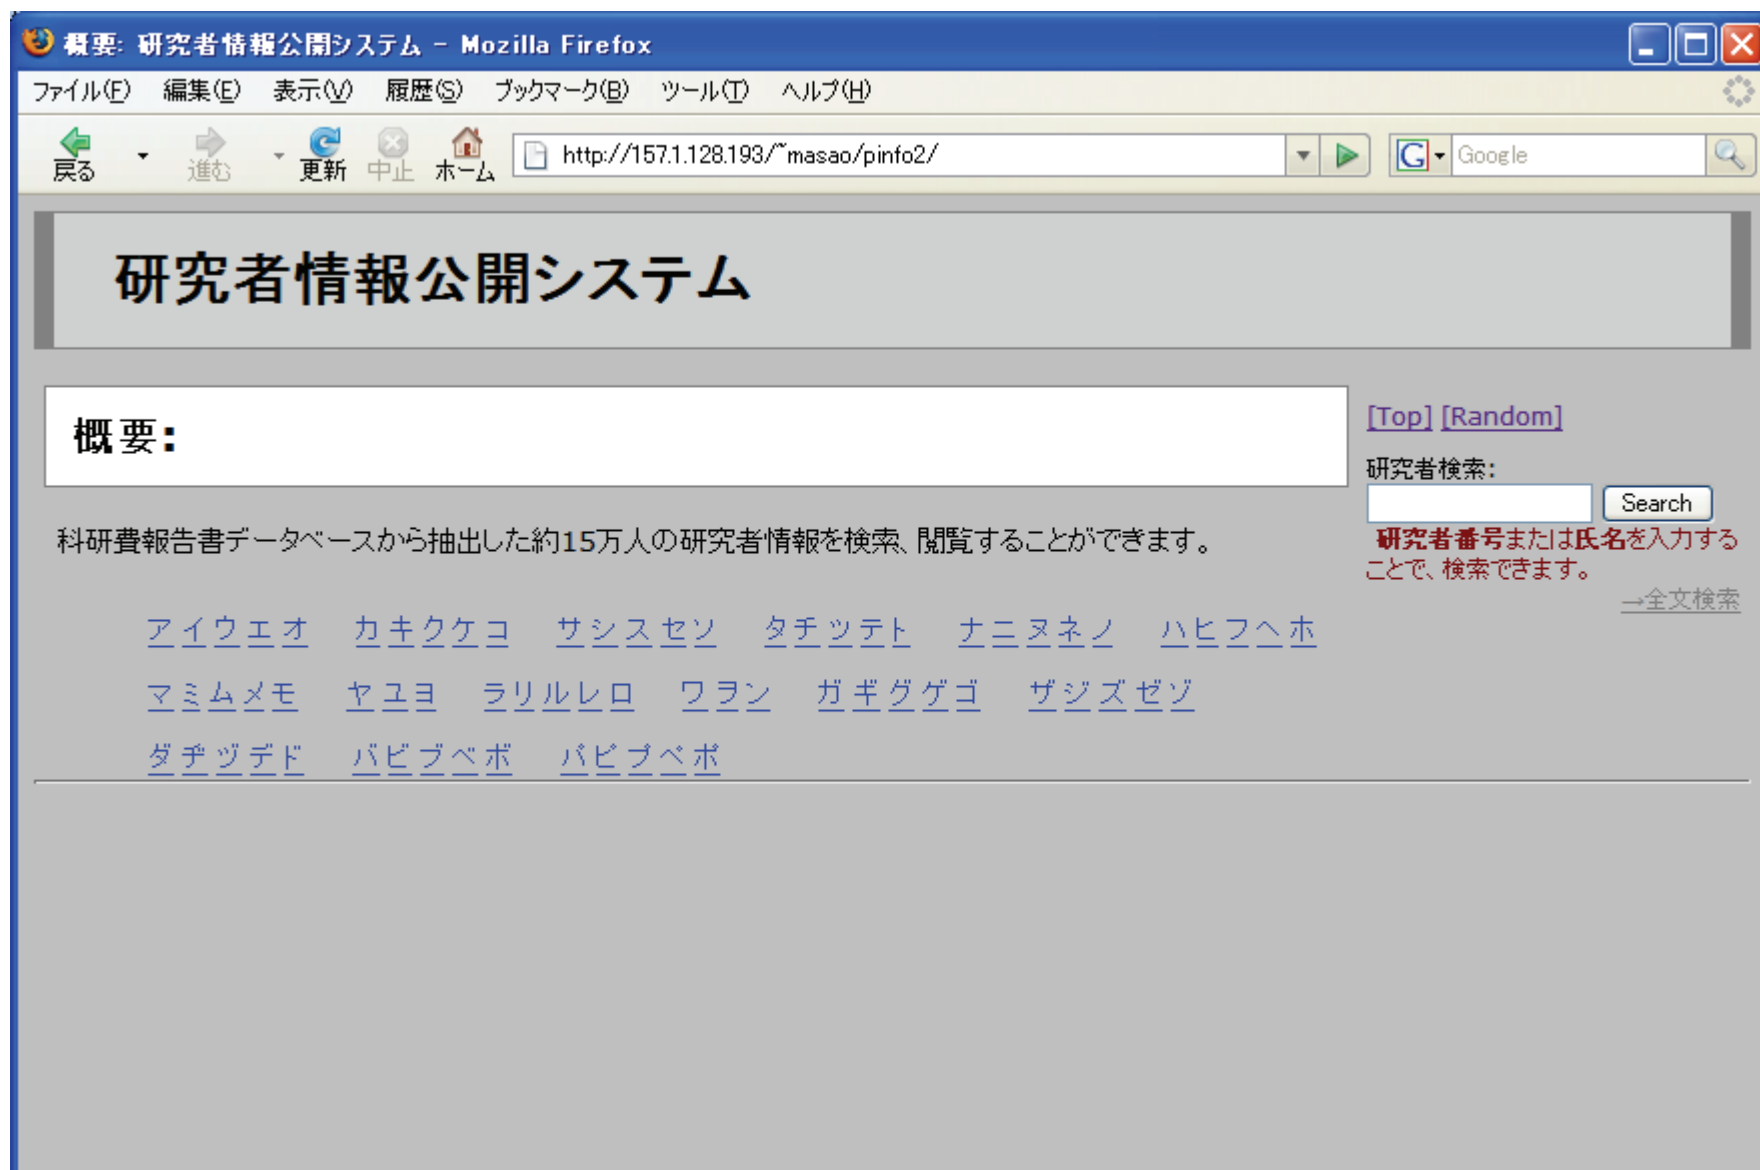 概要: 研究者情報公開システム - Mozilla Firefox
ファイル(F) 編集(E) 表示(V) 履歴(S) ブックマーク(B) ツール(T) ヘルプ(H)
戻る 進む 更新 中止 ホーム http://157.1.128.193/~masao/pinfo2/ G Google
研究者情報公開システム
概要:
[Top] [Random]
研究者検索:
Search
研究者番号または氏名を入力する
ことで、検索できます。
→全文検索
科研費報告書データベースから抽出した約15万人の研究者情報を検索、閲覧することができます。
ア イ ウ エ オ カ キ ク ケ コ サ シ ス セ ソ タ チ ツ テ ト ナ ニ ヌ ネ ノ ハ ヒ フ ヘ ホ
マ ミ ム メ モ ヤ ユ ヨ ラ リ ル レ ロ ワ ヲ ン ガ ギ グ ゲ ゴ ザ ジ ズ ゼ ゾ
ダ ヂ ヅ デ ド バ ビ ブ ベ ボ パ ピ プ ペ ポ